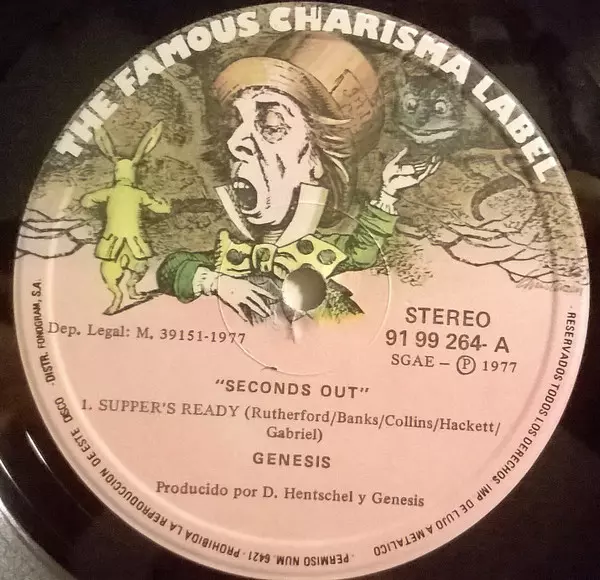 THE FAMOUS CHARISMA LABEL
Dep. Legal: M. 39151-1977
STEREO
91 99 264- A
SGAE – Ⓟ 1977
"SECONDS OUT"
1. SUPPER'S READY (Rutherford/Banks/Collins/Hackett/
Gabriel)
GENESIS
Producido por D. Hentschel y Genesis
· RESERVADOS TODOS LOS DERECHOS · IMP. DE LUJO A METALICO · PERMISO NUM. 6421 · PROHIBIDA LA REPRODUCCION DE ESTE DISCO · DISTR. FONOGRAM, S.A.